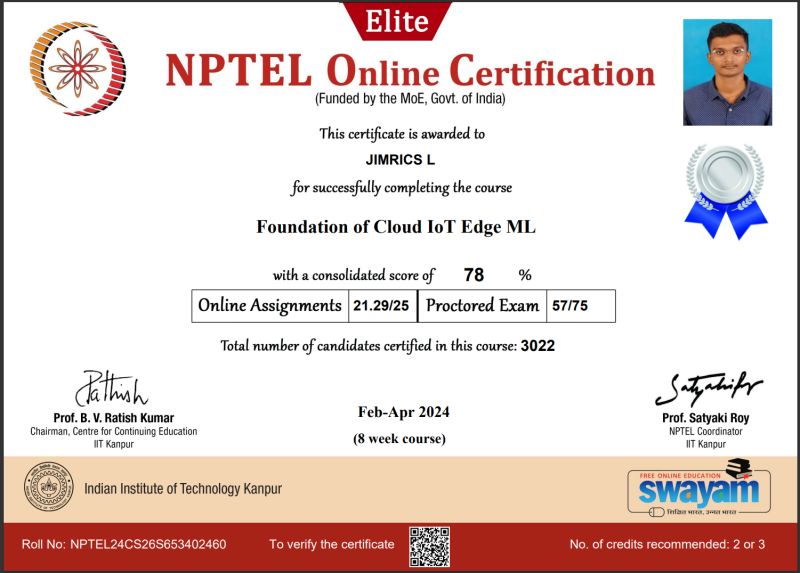 Elite
NPTEL Online Certification
(Funded by the MoE, Govt. of India)
This certificate is awarded to
JIMRICS L
for successfully completing the course
Foundation of Cloud IoT Edge ML
with a consolidated score of 78 %
Online Assignments 21.29/25 Proctored Exam 57/75
Total number of candidates certified in this course: 3022
Prof. B. V. Ratish Kumar
Chairman, Centre for Continuing Education
IIT Kanpur
Feb-Apr 2024
(8 week course)
Prof. Satyaki Roy
NPTEL Coordinator
IIT Kanpur
Indian Institute of Technology Kanpur
FREE ONLINE EDUCATION
swayam
शिक्षित भारत, उन्नत भारत
Roll No: NPTEL24CS26S653402460 To verify the certificate No. of credits recommended: 2 or 3